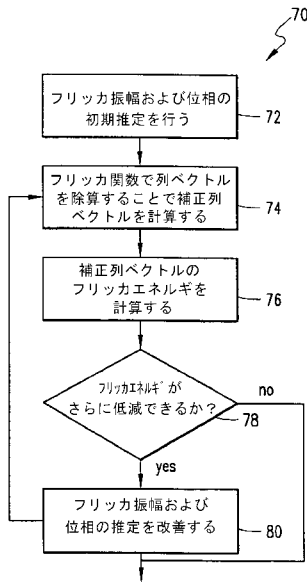 70
フリッカ振幅および位相の
初期推定を行う
72
フリッカ関数で列ベクトル
を除算することで補正列
ベクトルを計算する
74
補正列ベクトルの
フリッカエネルギを
計算する
76
フリッカエネルギが
さらに低減できるか?
78
no
yes
フリッカ振幅および
位相の推定を改善する
80